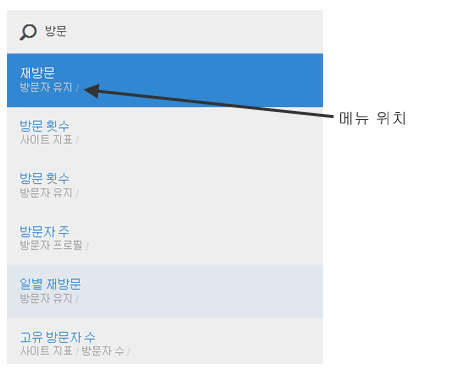 방문
재방문
방문자 유지 /
메뉴 위치
방문 횟수
사이트 지표 /
방문 횟수
방문자 유지 /
방문자 주
방문자 프로필 /
일별 재방문
방문자 유지 /
고유 방문자 수
사이트 지표 / 방문자 수 /